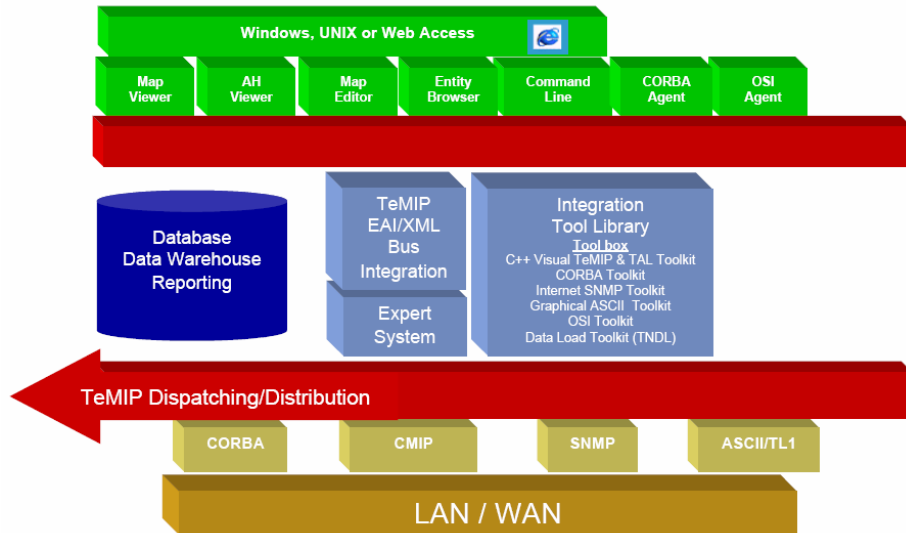 Windows, UNIX or Web Access
Map
Viewer
AH
Viewer
Map
Editor
Entity
Browser
Command
Line
CORBA
Agent
OSI
Agent
Database
Data Warehouse
Reporting
TeMIP
EAI/XML
Bus
Integration
Expert
System
Integration
Tool Library
Tool box
C++ Visual TeMIP & TAL Toolkit
CORBA Toolkit
Internet SNMP Toolkit
Graphical ASCII Toolkit
OSI Toolkit
Data Load Toolkit (TNDL)
TeMIP Dispatching/Distribution
CORBA
CMIP
SNMP
ASCII/TL1
LAN / WAN